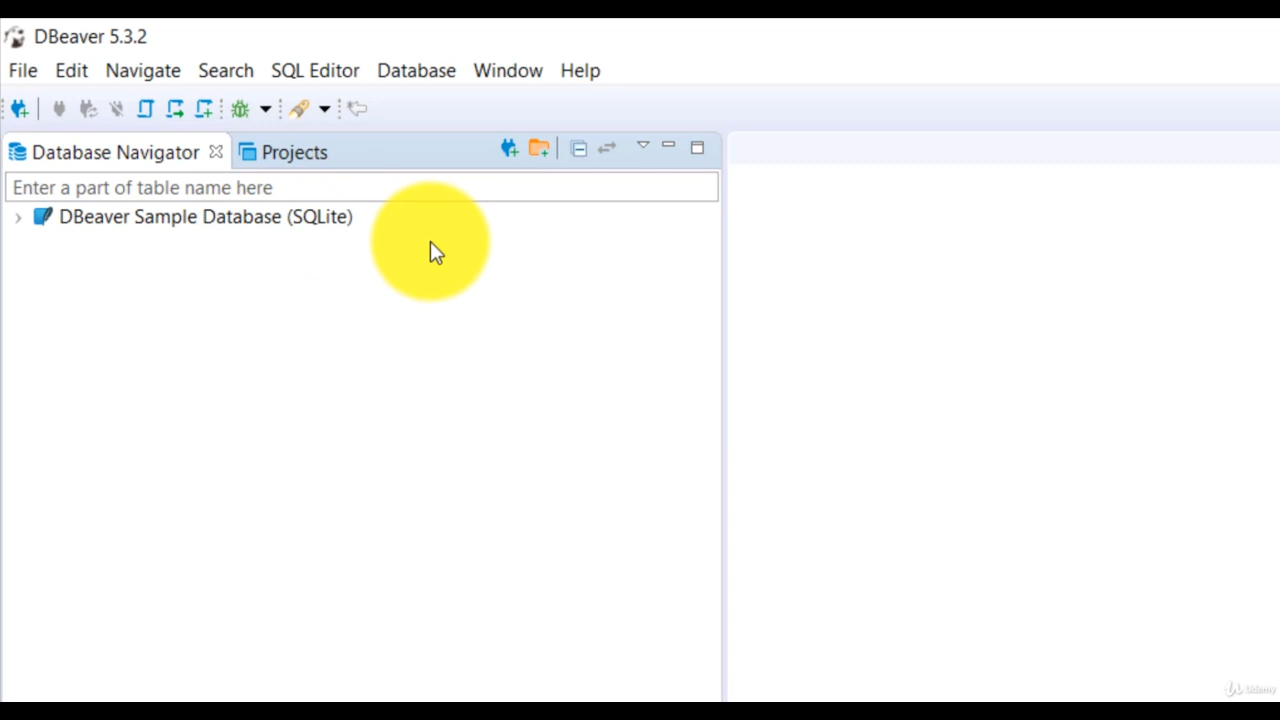 DBeaver 5.3.2
File Edit Navigate Search SQL Editor Database Window Help
Database Navigator Projects
Enter a part of table name here
DBeaver Sample Database (SQLite)
Udemy